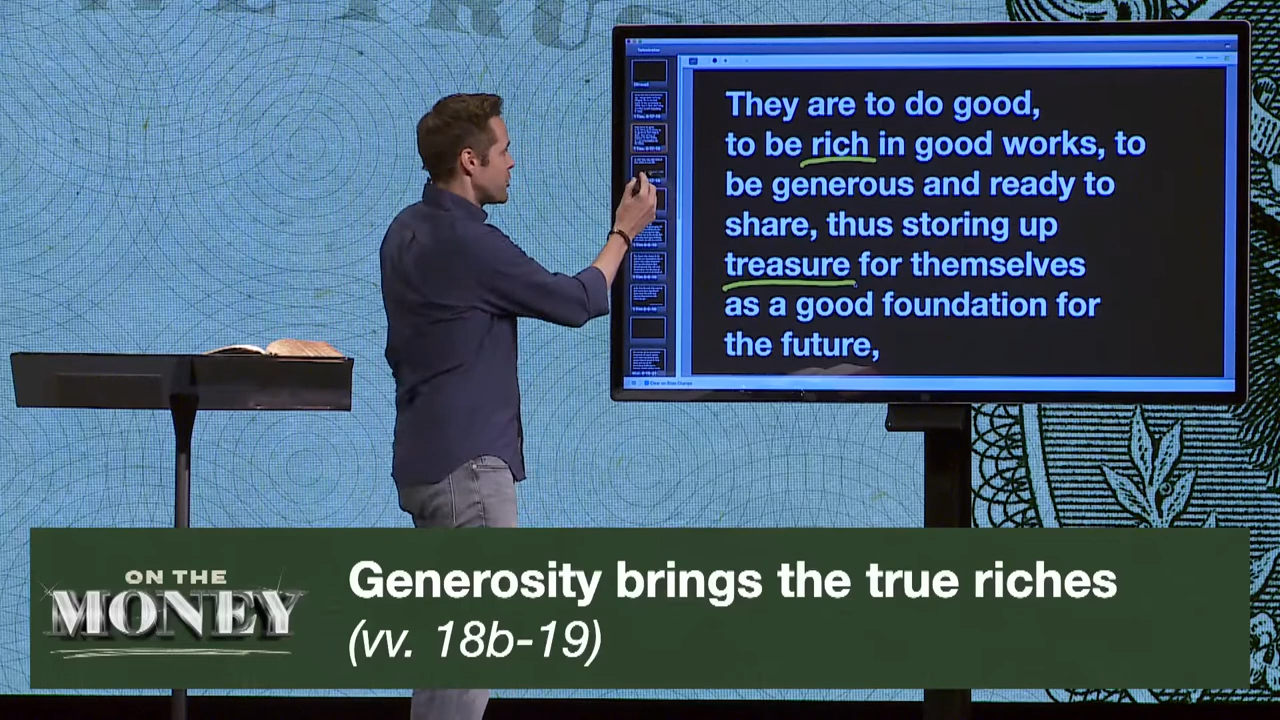 They are to do good,
to be rich in good works, to
be generous and ready to
share, thus storing up
treasure for themselves
as a good foundation for
the future,
ON THE
MONEY
Generosity brings the true riches
(vv. 18b-19)